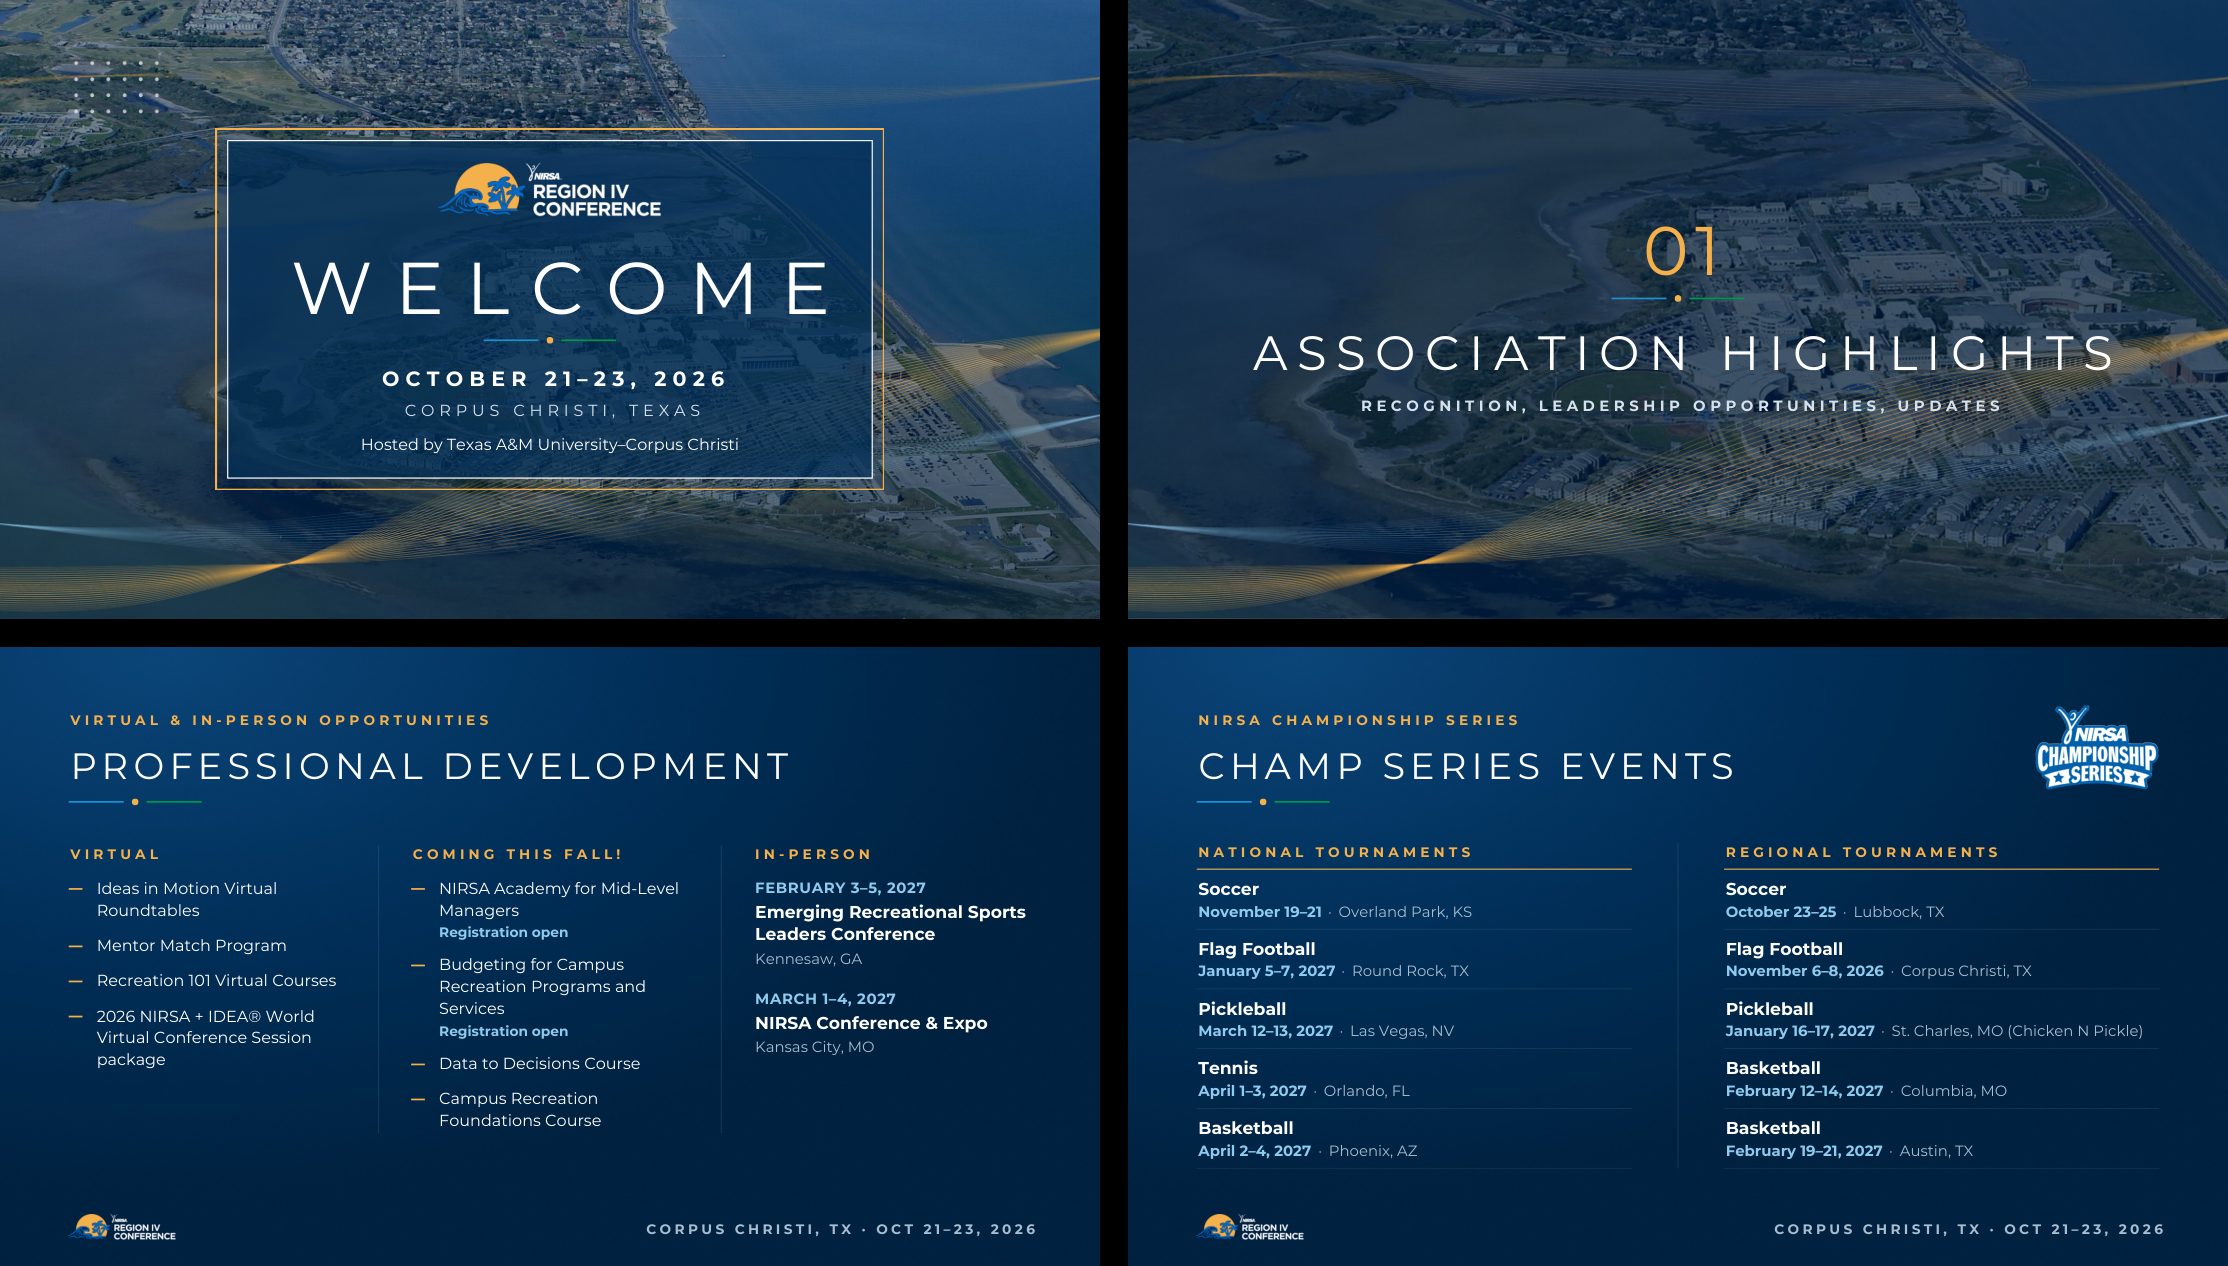 NIRSA
REGION IV
CONFERENCE
WELCOME
OCTOBER 21–23, 2026
CORPUS CHRISTI, TEXAS
Hosted by Texas A&M University–Corpus Christi
01
ASSOCIATION HIGHLIGHTS
RECOGNITION, LEADERSHIP OPPORTUNITIES, UPDATES
VIRTUAL & IN-PERSON OPPORTUNITIES
PROFESSIONAL DEVELOPMENT
VIRTUAL
— Ideas in Motion Virtual
Roundtables
— Mentor Match Program
— Recreation 101 Virtual Courses
— 2026 NIRSA + IDEA® World
Virtual Conference Session
package
COMING THIS FALL!
— NIRSA Academy for Mid-Level
Managers
Registration open
— Budgeting for Campus
Recreation Programs and
Services
Registration open
— Data to Decisions Course
— Campus Recreation
Foundations Course
IN-PERSON
FEBRUARY 3–5, 2027
Emerging Recreational Sports
Leaders Conference
Kennesaw, GA
MARCH 1–4, 2027
NIRSA Conference & Expo
Kansas City, MO
NIRSA
REGION IV
CONFERENCE
CORPUS CHRISTI, TX · OCT 21–23, 2026
NIRSA CHAMPIONSHIP SERIES
CHAMP SERIES EVENTS
NIRSA
CHAMPIONSHIP
SERIES
NATIONAL TOURNAMENTS
Soccer
November 19–21 · Overland Park, KS
Flag Football
January 5–7, 2027 · Round Rock, TX
Pickleball
March 12–13, 2027 · Las Vegas, NV
Tennis
April 1–3, 2027 · Orlando, FL
Basketball
April 2–4, 2027 · Phoenix, AZ
REGIONAL TOURNAMENTS
Soccer
October 23–25 · Lubbock, TX
Flag Football
November 6–8, 2026 · Corpus Christi, TX
Pickleball
January 16–17, 2027 · St. Charles, MO (Chicken N Pickle)
Basketball
February 12–14, 2027 · Columbia, MO
Basketball
February 19–21, 2027 · Austin, TX
NIRSA
REGION IV
CONFERENCE
CORPUS CHRISTI, TX · OCT 21–23, 2026